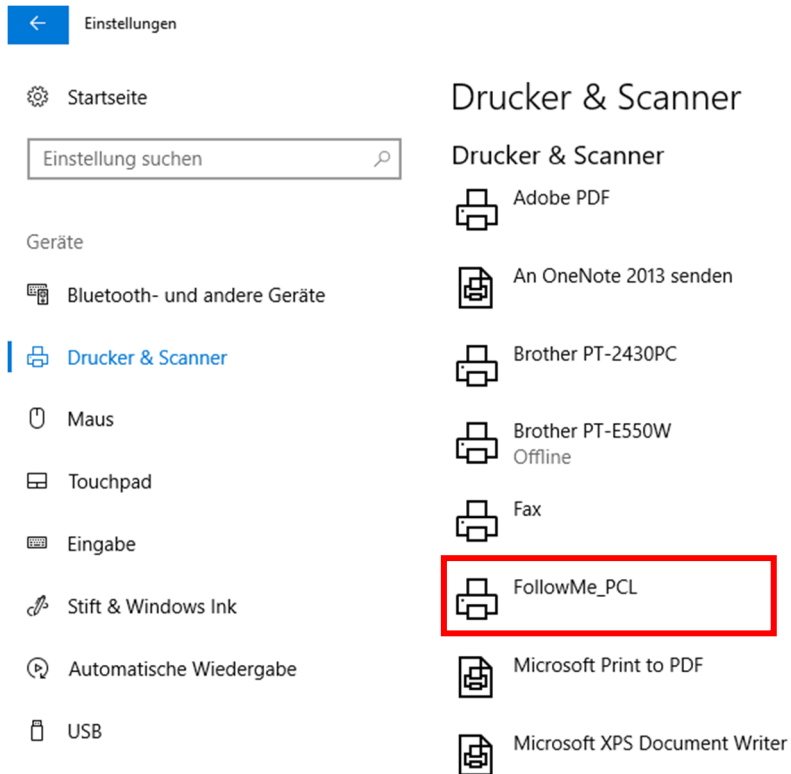 Einstellungen
Startseite
Einstellung suchen
Geräte
Bluetooth- und andere Geräte
Drucker & Scanner
Maus
Touchpad
Eingabe
Stift & Windows Ink
Automatische Wiedergabe
USB
Drucker & Scanner
Drucker & Scanner
Adobe PDF
An OneNote 2013 senden
Brother PT-2430PC
Brother PT-E550W
Offline
Fax
FollowMe_PCL
Microsoft Print to PDF
Microsoft XPS Document Writer